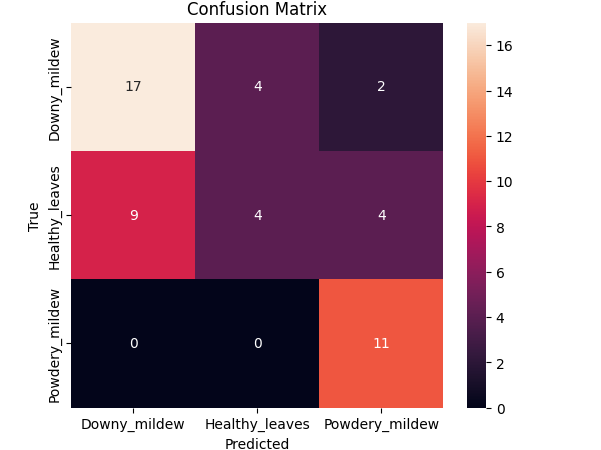 Confusion Matrix
Downy_mildew
17
4
2
Healthy_leaves
9
4
4
Powdery_mildew
0
0
11
True
Downy_mildew
Healthy_leaves
Powdery_mildew
Predicted
16
14
12
10
8
6
4
2
0